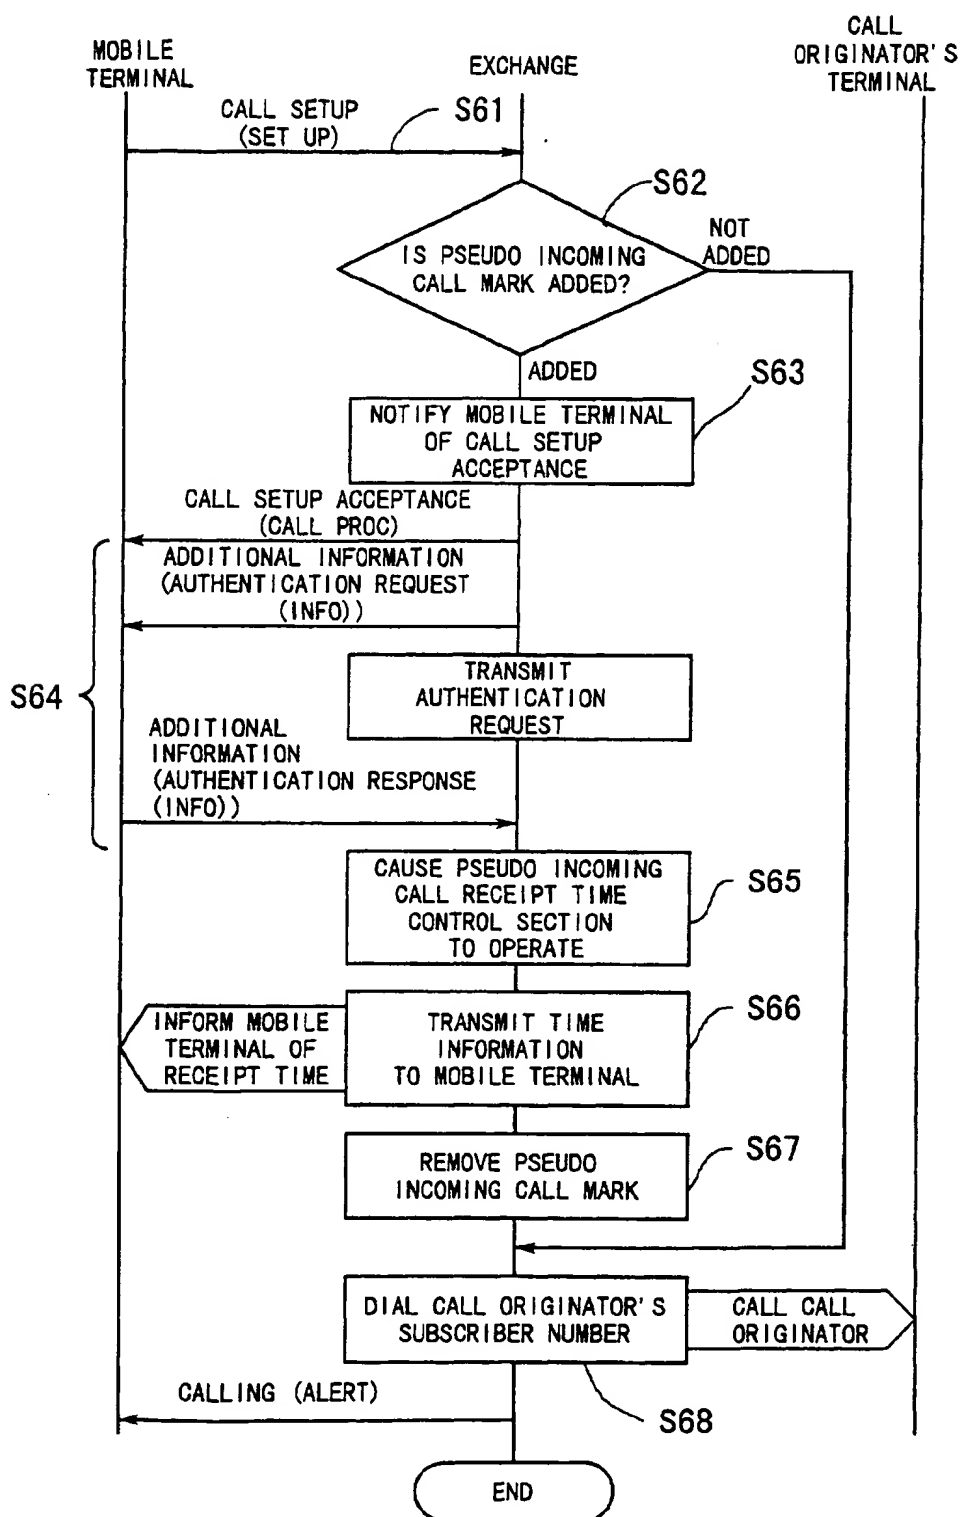 MOBILE
TERMINAL
EXCHANGE
CALL
ORIGINATOR'S
TERMINAL
CALL SETUP
(SET UP)
S61
S62
IS PSEUDO INCOMING
CALL MARK ADDED?
NOT
ADDED
ADDED
S63
NOTIFY MOBILE TERMINAL
OF CALL SETUP
ACCEPTANCE
CALL SETUP ACCEPTANCE
(CALL PROC)
ADDITIONAL INFORMATION
(AUTHENTICATION REQUEST
(INFO))
TRANSMIT
AUTHENTICATION
REQUEST
S64
ADDITIONAL
INFORMATION
(AUTHENTICATION RESPONSE
(INFO))
CAUSE PSEUDO INCOMING
CALL RECEIPT TIME
CONTROL SECTION
TO OPERATE
S65
INFORM MOBILE
TERMINAL OF
RECEIPT TIME
TRANSMIT TIME
INFORMATION
TO MOBILE TERMINAL
S66
REMOVE PSEUDO
INCOMING CALL MARK
S67
DIAL CALL ORIGINATOR'S
SUBSCRIBER NUMBER
CALL CALL
ORIGINATOR
CALLING (ALERT)
S68
END